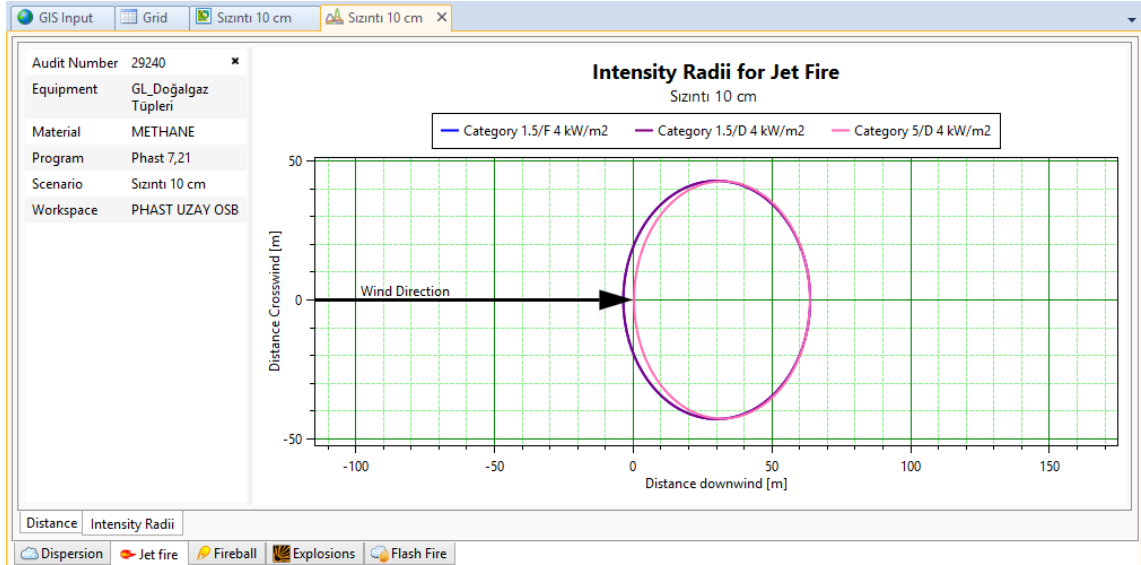 GIS Input
Grid
Sızıntı 10 cm
Sızıntı 10 cm
Audit Number 29240
Equipment GL_Doğalgaz
Tüpleri
Material METHANE
Program Phast 7,21
Scenario Sızıntı 10 cm
Workspace PHAST UZAY OSB
Intensity Radii for Jet Fire
Sızıntı 10 cm
Category 1.5/F 4 kW/m2 Category 1.5/D 4 kW/m2 Category 5/D 4 kW/m2
Distance Crosswind [m]
50
0
-50
Wind Direction
-100 -50 0 50 100 150
Distance downwind [m]
Distance Intensity Radii
Dispersion Jet fire Fireball Explosions Flash Fire